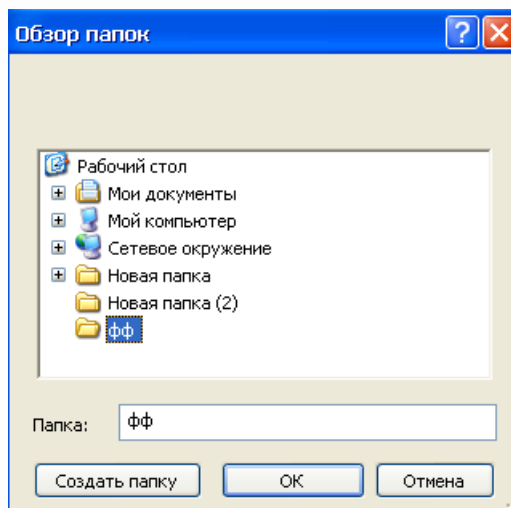 Обзор папок
Рабочий стол
Мои документы
Мой компьютер
Сетевое окружение
Новая папка
Новая папка (2)
фф
Папка: фф
Создать папку ОК Отмена